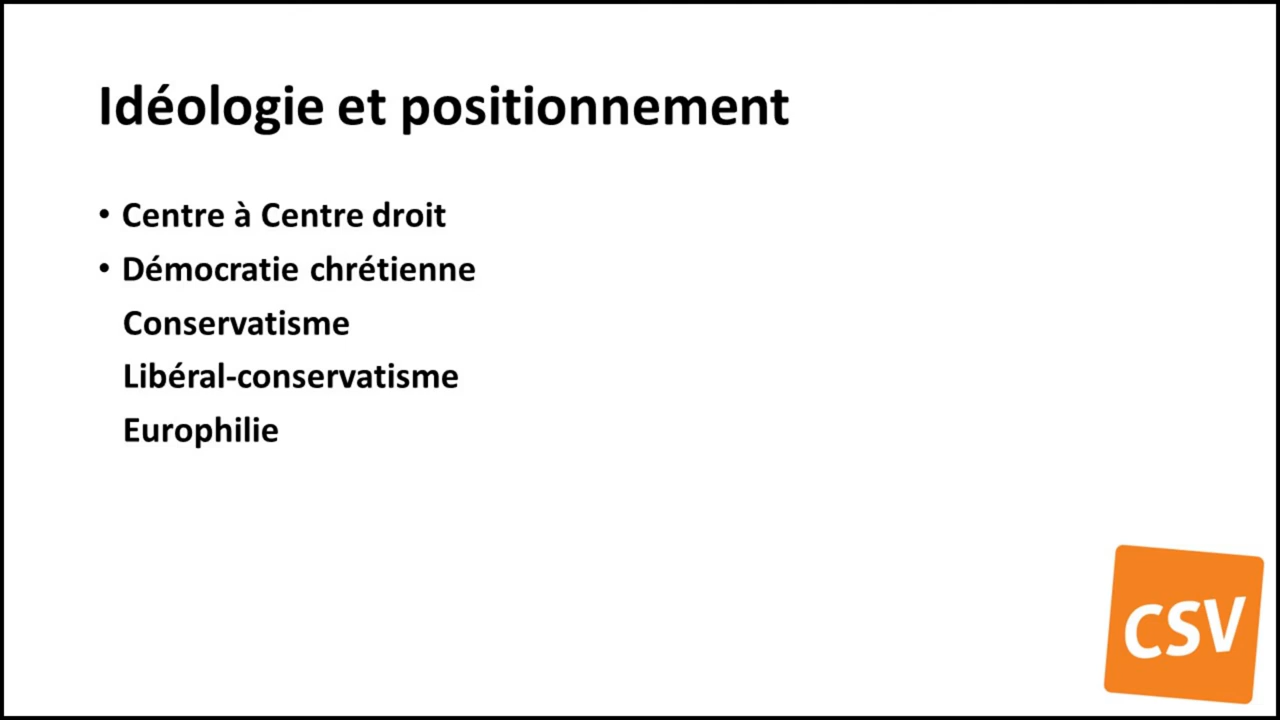 Idéologie et positionnement
• Centre à Centre droit
• Démocratie chrétienne
Conservatisme
Libéral-conservatisme
Europhilie
CSV